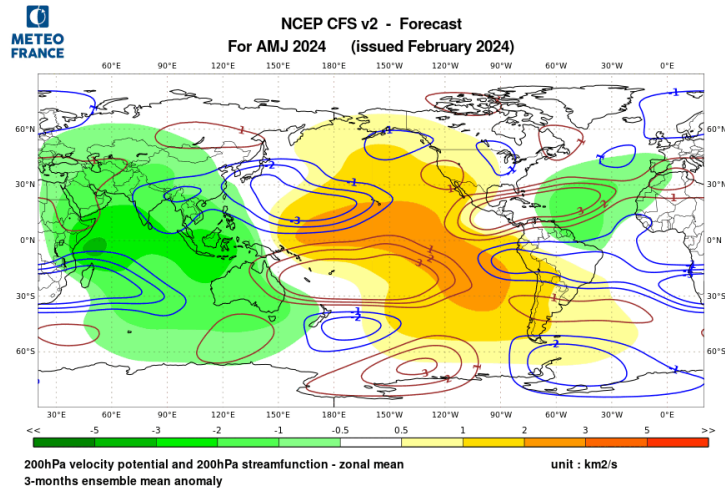 NCEP CFS v2 - Forecast
METEO
FRANCE
For AMJ 2024 (issued February 2024)
60°E 90°E 120°E 150°E 180°E 150°W 120°W 90°W 60°W 30°W 0°E
60°N 60°N
30°N 30°N
0°N 0°N
30°S 30°S
60°S 60°S
30°E 60°E 90°E 120°E 150°E 180°E 150°W 120°W 90°W 60°W 30°W 0°E
<< -5 -3 -2 -1 -0.5 0.5 1 2 3 5 >>
200hPa velocity potential and 200hPa streamfunction - zonal mean unit : km2/s
3-months ensemble mean anomaly